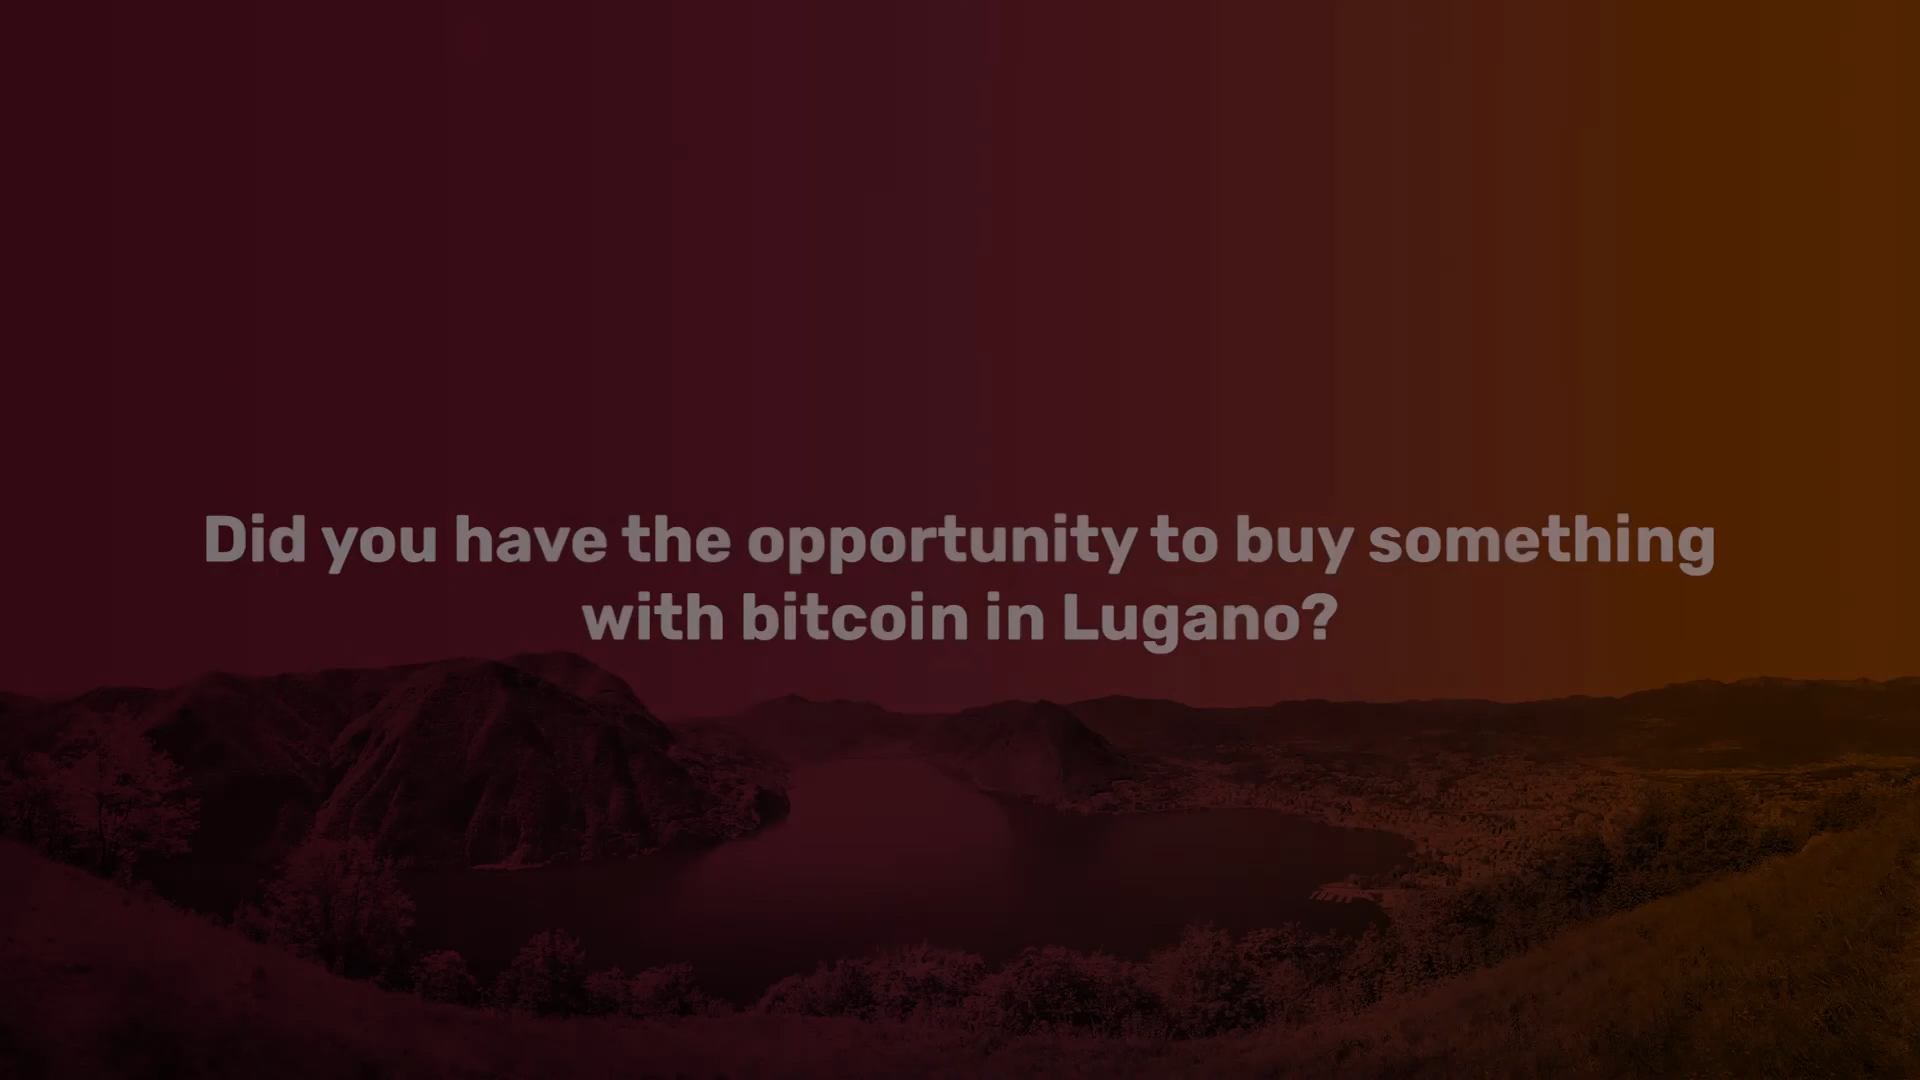 Did you have the opportunity to buy something
with bitcoin in Lugano?